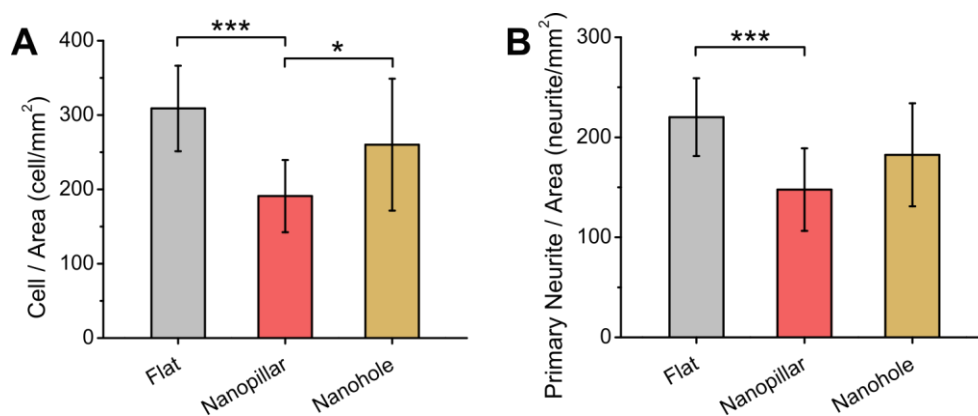 A
Cell / Area (cell/mm²)
400
300
200
100
0
***
*
Flat
Nanopillar
Nanohole
B
Primary Neurite / Area (neurite/mm²)
300
200
100
0
***
Flat
Nanopillar
Nanohole